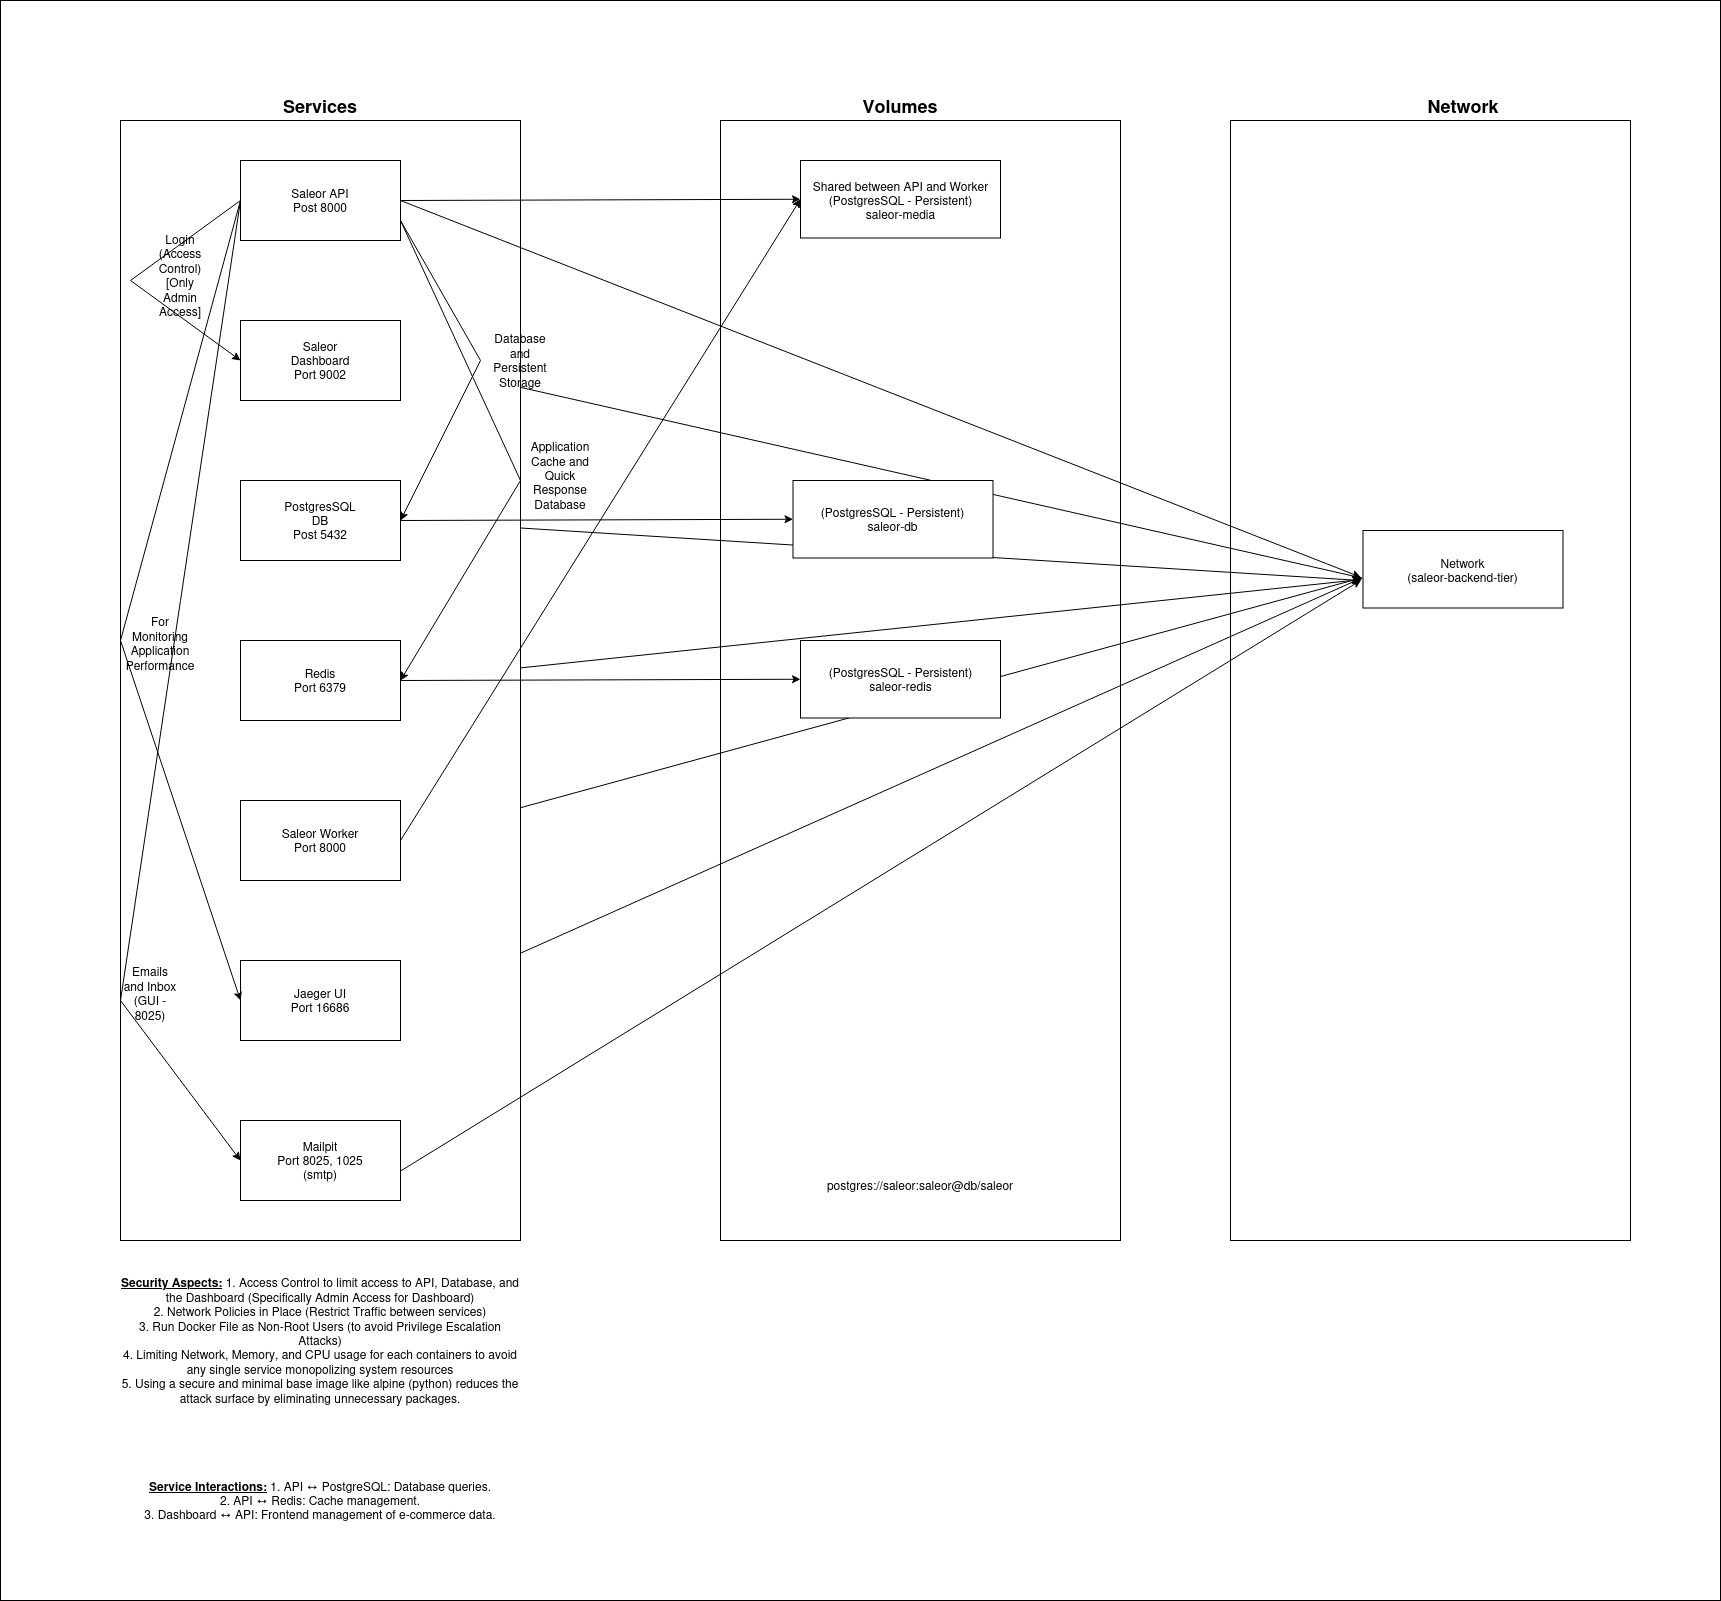 Services
Saleor API
Post 8000
Login
(Access
Control)
[Only
Admin
Access]
Saleor
Dashboard
Port 9002
Database
and
Persistent
Storage
Application
Cache and
Quick
Response
Database
PostgresSQL
DB
Post 5432
For
Monitoring
Application
Performance
Redis
Port 6379
Saleor Worker
Port 8000
Emails
and Inbox
(GUI -
8025)
Jaeger UI
Port 16686
Mailpit
Port 8025, 1025
(smtp)
Volumes
Shared between API and Worker
(PostgresSQL - Persistent)
saleor-media
(PostgresSQL - Persistent)
saleor-db
(PostgresSQL - Persistent)
saleor-redis
postgres://saleor:saleor@db/saleor
Network
Network
(saleor-backend-tier)
Security Aspects: 1. Access Control to limit access to API, Database, and
the Dashboard (Specifically Admin Access for Dashboard)
2. Network Policies in Place (Restrict Traffic between services)
3. Run Docker File as Non-Root Users (to avoid Privilege Escalation
Attacks)
4. Limiting Network, Memory, and CPU usage for each containers to avoid
any single service monopolizing system resources
5. Using a secure and minimal base image like alpine (python) reduces the
attack surface by eliminating unnecessary packages.
Service Interactions: 1. API ↔ PostgreSQL: Database queries.
2. API ↔ Redis: Cache management.
3. Dashboard ↔ API: Frontend management of e-commerce data.